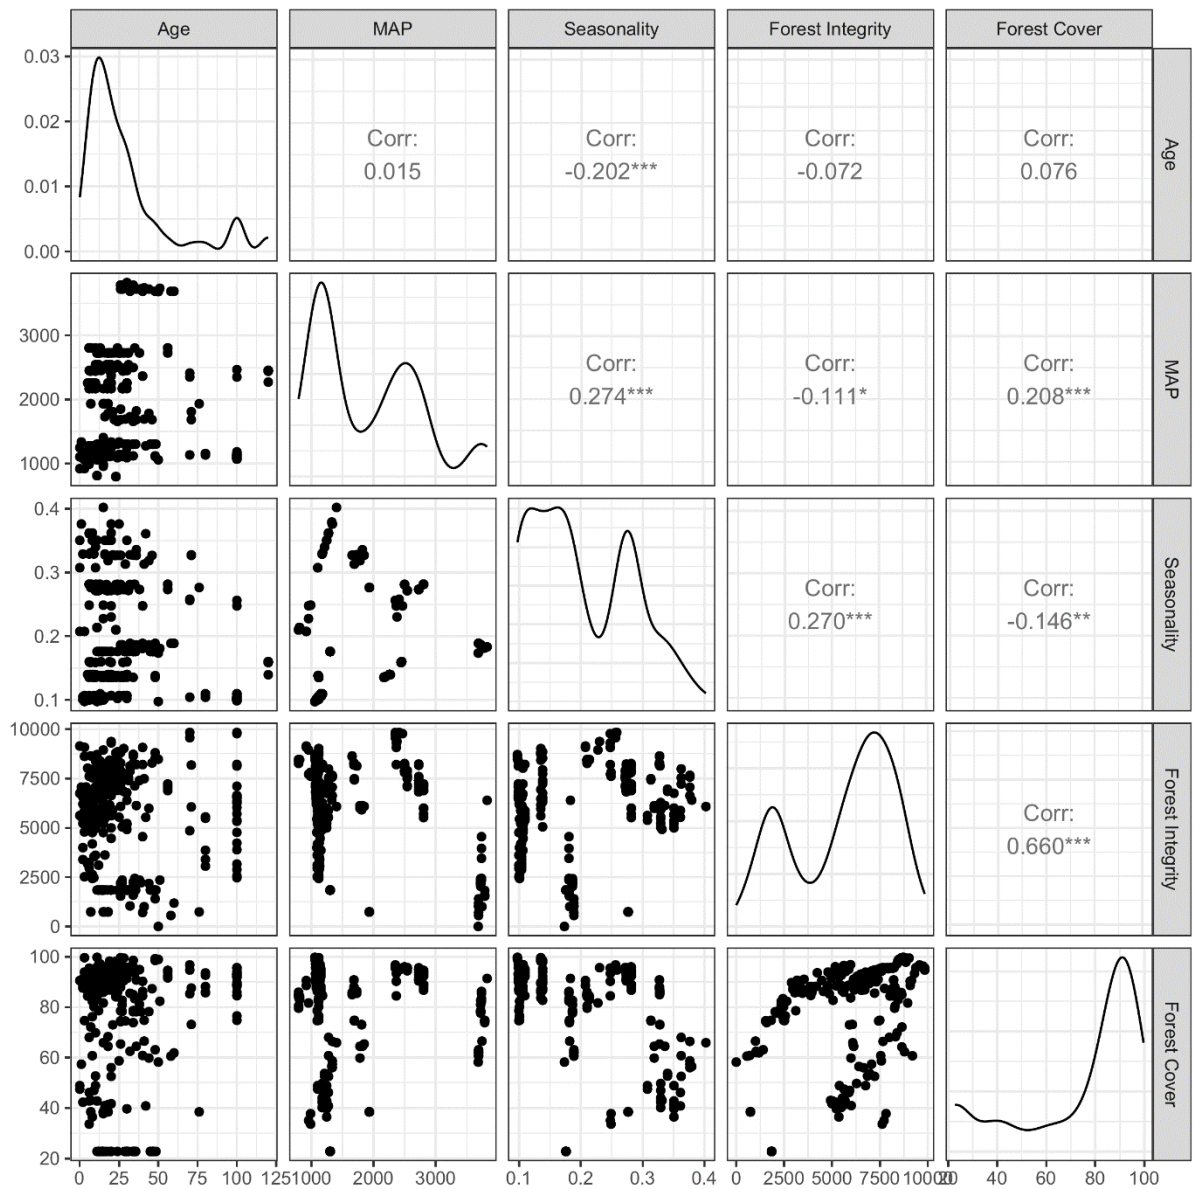 Age MAP Seasonality Forest Integrity Forest Cover
0.03
0.02
0.01
0.00
Corr:
0.015
Corr:
-0.202***
Corr:
-0.072
Corr:
0.076
Age
3000
2000
1000
Corr:
0.274***
Corr:
-0.111*
Corr:
0.208***
MAP
0.4
0.3
0.2
0.1
Corr:
0.270***
Corr:
-0.146**
Seasonality
10000
7500
5000
2500
0
Corr:
0.660***
Forest Integrity
100
80
60
40
20
Forest Cover
0 25 50 75 100 125
1000 2000 3000
0.1 0.2 0.3 0.4
0 2500 5000 7500 10000
20 40 60 80 100